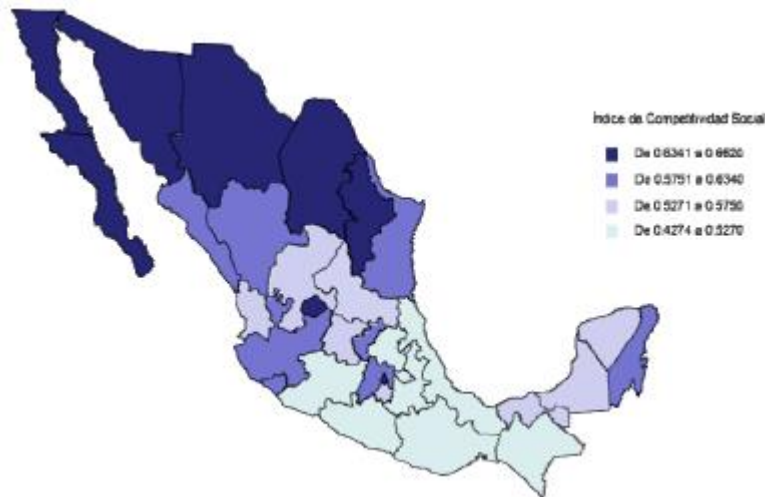 Índice de Competitividad Social
De 0.6341 a 0.6620
De 0.5751 a 0.6340
De 0.5271 a 0.5750
De 0.4274 a 0.5270